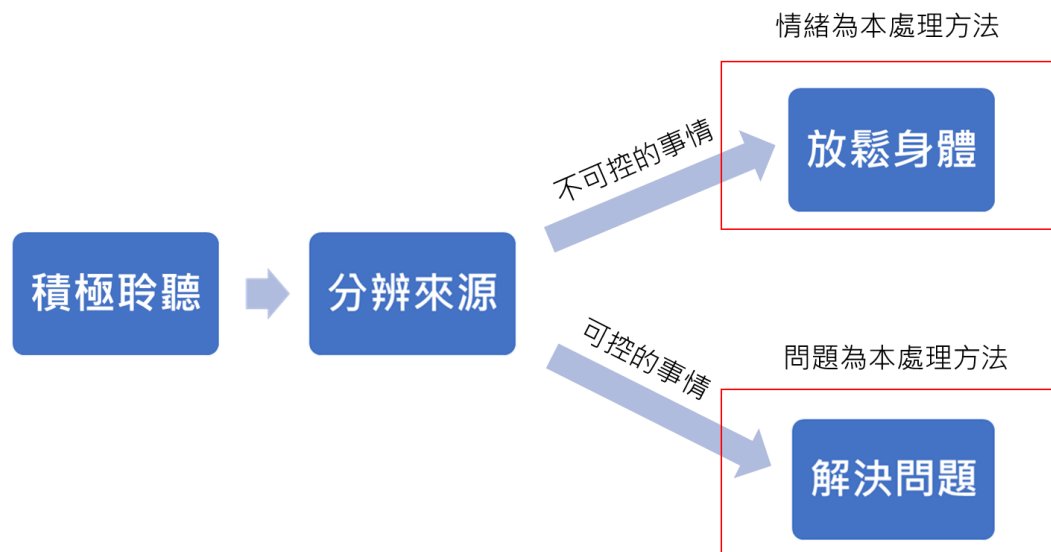 積極聆聽
分辨來源
不可控的事情
情緒為本處理方法
放鬆身體
可控的事情
問題為本處理方法
解決問題